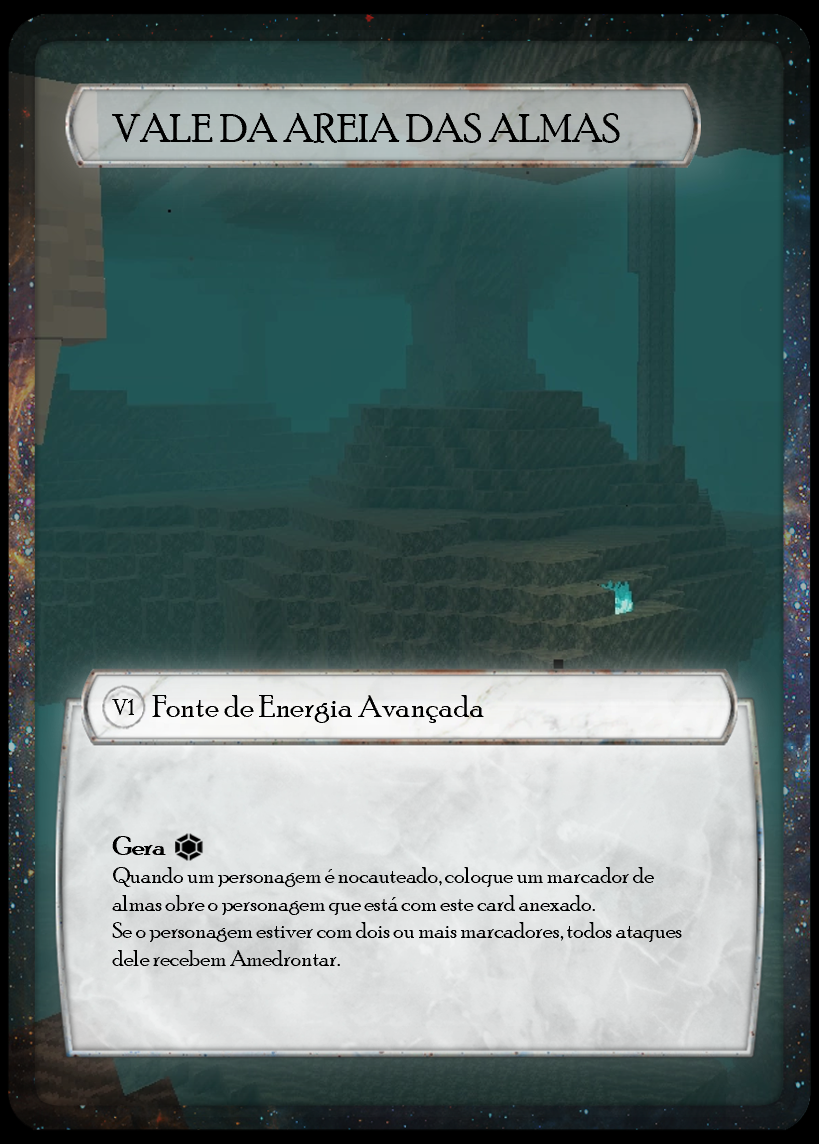 VALE DA AREIA DAS ALMAS
V1 Fonte de Energia Avançada
Gera
Quando um personagem é nocauteado, coloque um marcador de
almas obre o personagem que está com este card anexado.
Se o personagem estiver com dois ou mais marcadores, todos ataques
dele recebem Amedrontar.